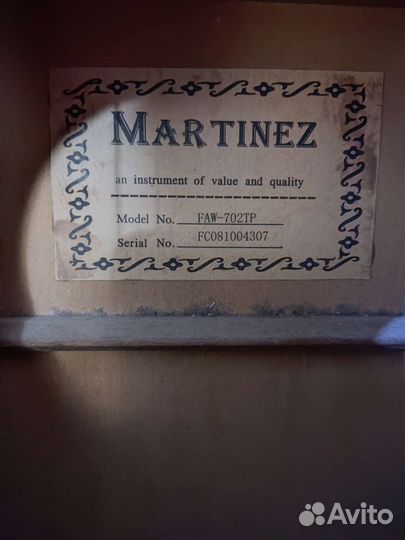 MARTINEZ
an instrument of value and quality
Model No. FAW-702TP
Serial No. FC081004307
Avito